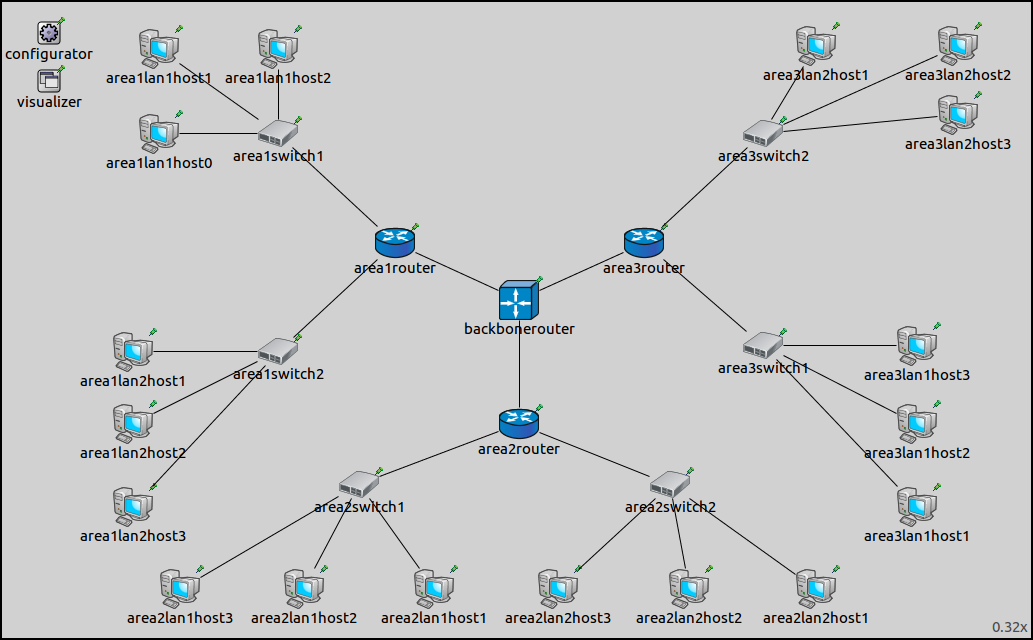 configurator
visualizer
area1lan1host1
area1lan1host2
area1lan1host0
area1switch1
area3lan2host1
area3lan2host2
area3lan2host3
area3switch2
area1router
area3router
backbonerouter
area1lan2host1
area1switch2
area1lan2host2
area1lan2host3
area3switch1
area3lan1host3
area3lan1host2
area3lan1host1
area2router
area2switch1
area2switch2
area2lan1host3
area2lan1host2
area2lan1host1
area2lan2host3
area2lan2host2
area2lan2host1
0.32x